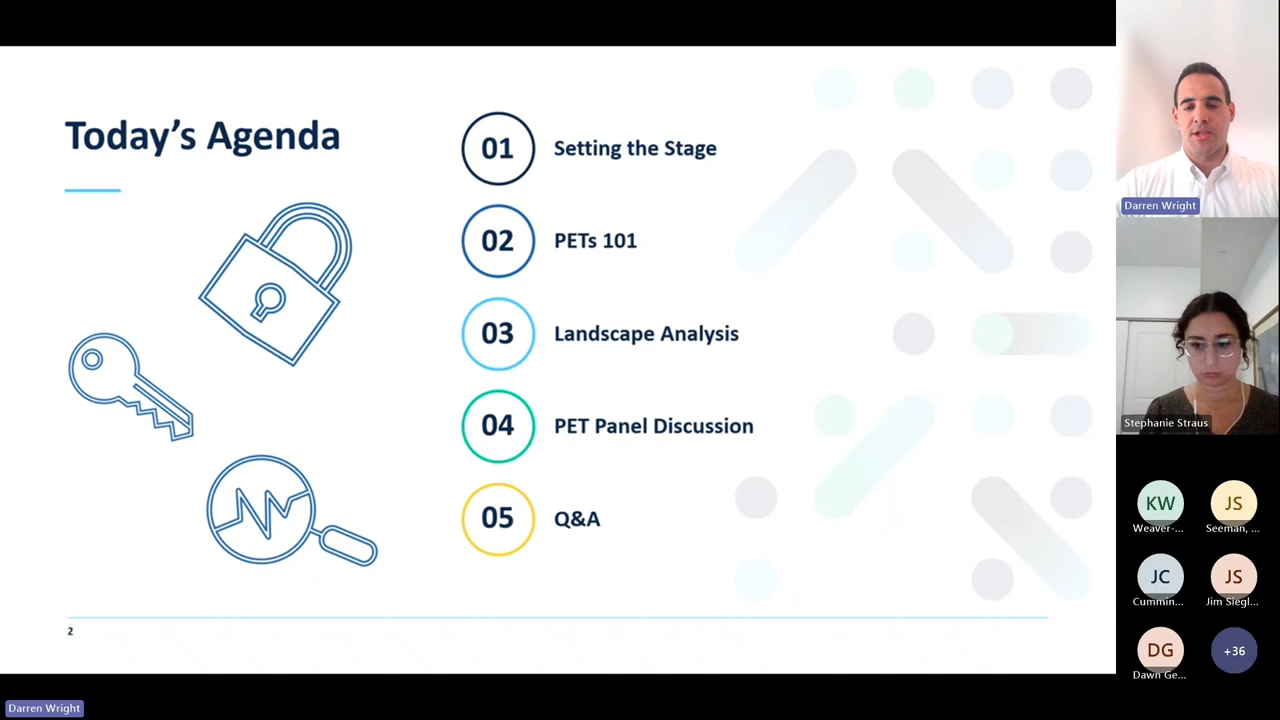 Today's Agenda
01 Setting the Stage
02 PETs 101
03 Landscape Analysis
04 PET Panel Discussion
05 Q&A
2
Darren Wright
Stephanie Straus
KW JS
Weaver-... Seeman, ...
JC JS
Cummin... Jim Siegl...
DG +36
Dawn Ge...
Darren Wright